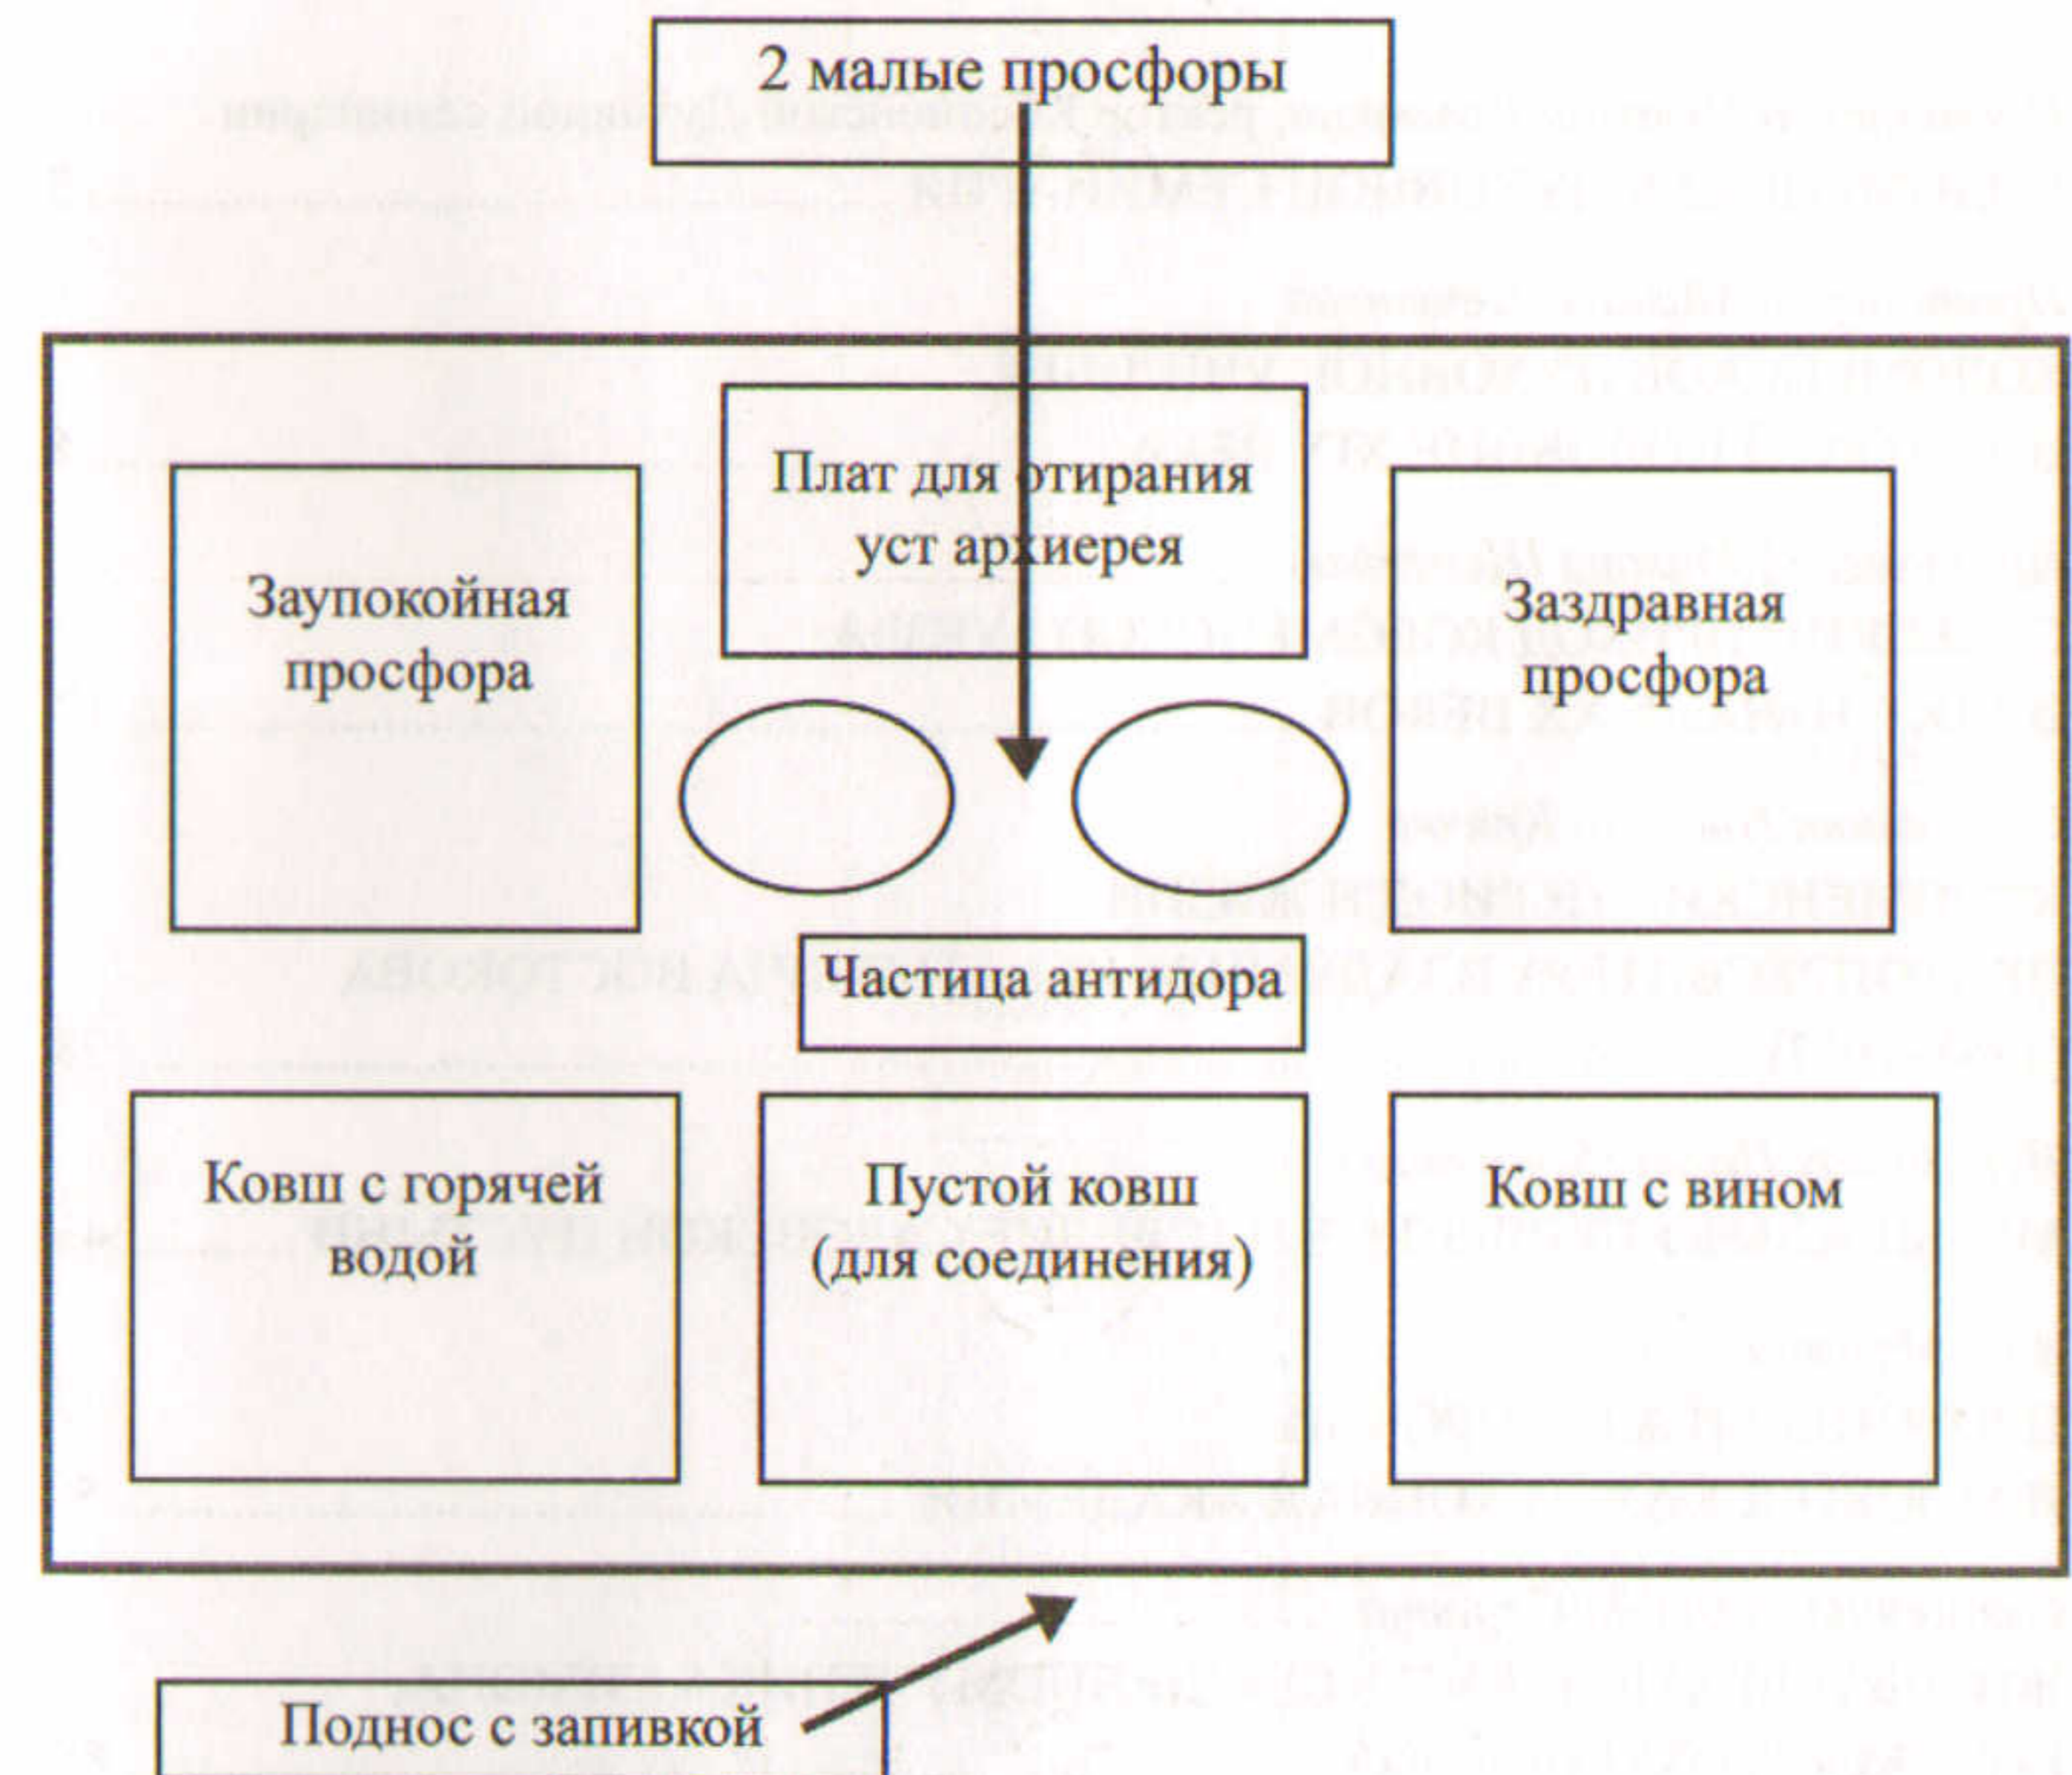 2 малые просфоры
Плат для отирания
уст архиерея
Заупокойная
просфора
Заздравная
просфора
Частица антидора
Ковш с горячей
водой
Пустой ковш
(для соединения)
Ковш с вином
Поднос с запивкой